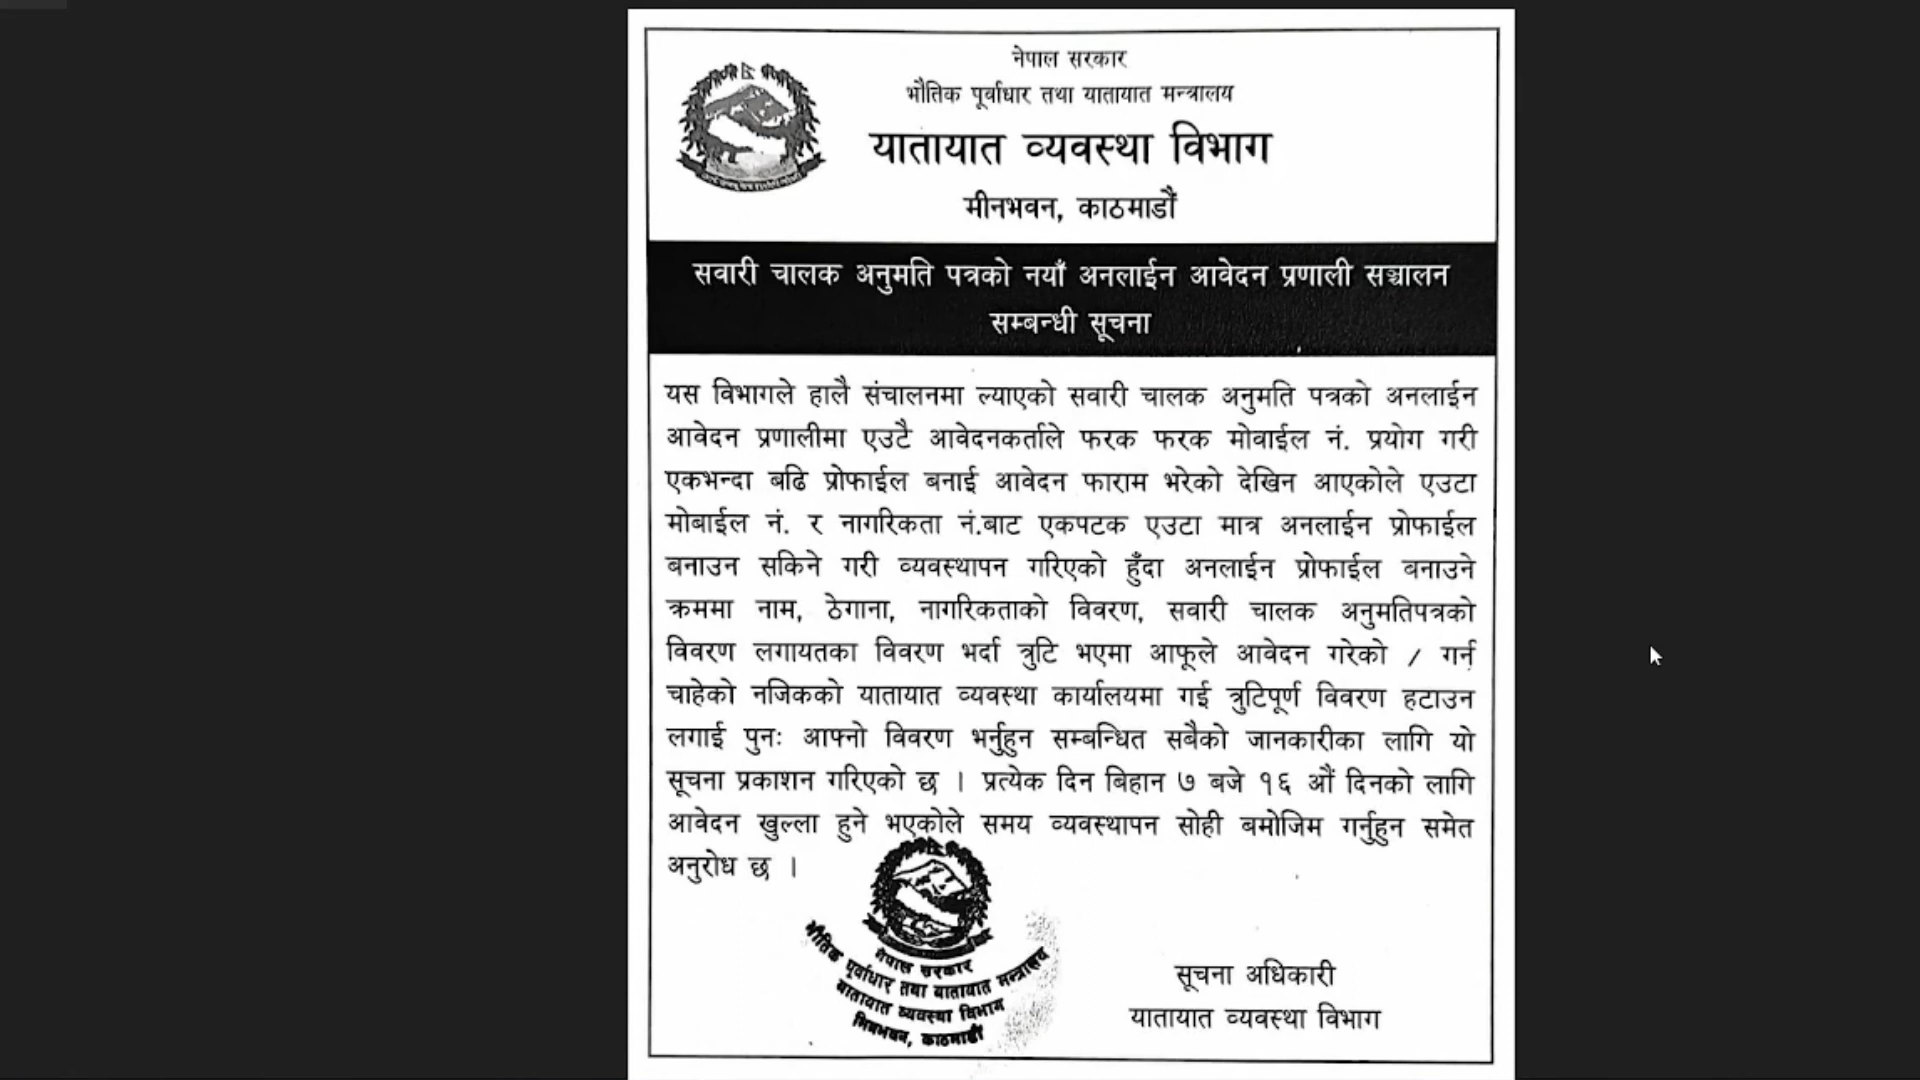 नेपाल सरकार
भौतिक पूर्वाधार तथा यातायात मन्त्रालय
यातायात व्यवस्था विभाग
मीनभवन, काठमाडौं
सवारी चालक अनुमति पत्रको नयाँ अनलाईन आवेदन प्रणाली सञ्चालन
सम्बन्धी सूचना
यस विभागले हालै संचालनमा ल्याएको सवारी चालक अनुमति पत्रको अनलाईन
आवेदन प्रणालीमा एउटै आवेदनकर्ताले फरक फरक मोबाईल नं. प्रयोग गरी
एकभन्दा बढि प्रोफाईल बनाई आवेदन फाराम भरेको देखिन आएकोले एउटा
मोबाईल नं. र नागरिकता नं.बाट एकपटक एउटा मात्र अनलाईन प्रोफाईल
बनाउन सकिने गरी व्यवस्थापन गरिएको हुँदा अनलाईन प्रोफाईल बनाउने
क्रममा नाम, ठेगाना, नागरिकताको विवरण, सवारी चालक अनुमतिपत्रको
विवरण लगायतका विवरण भर्दा त्रुटि भएमा आफूले आवेदन गरेको / गर्न
चाहेको नजिकको यातायात व्यवस्था कार्यालयमा गई त्रुटिपूर्ण विवरण हटाउन
लगाई पुनः आफ्नो विवरण भर्नुहुन सम्बन्धित सबैको जानकारीका लागि यो
सूचना प्रकाशन गरिएको छ । प्रत्येक दिन बिहान ७ बजे १६ औं दिनको लागि
आवेदन खुल्ला हुने भएकोले समय व्यवस्थापन सोही बमोजिम गर्नुहुन समेत
अनुरोध छ ।
नेपाल सरकार
भौतिक पूर्वाधार तथा यातायात मन्त्रालय
यातायात व्यवस्था विभाग
मिनभवन, काठमाडौं
सूचना अधिकारी
यातायात व्यवस्था विभाग